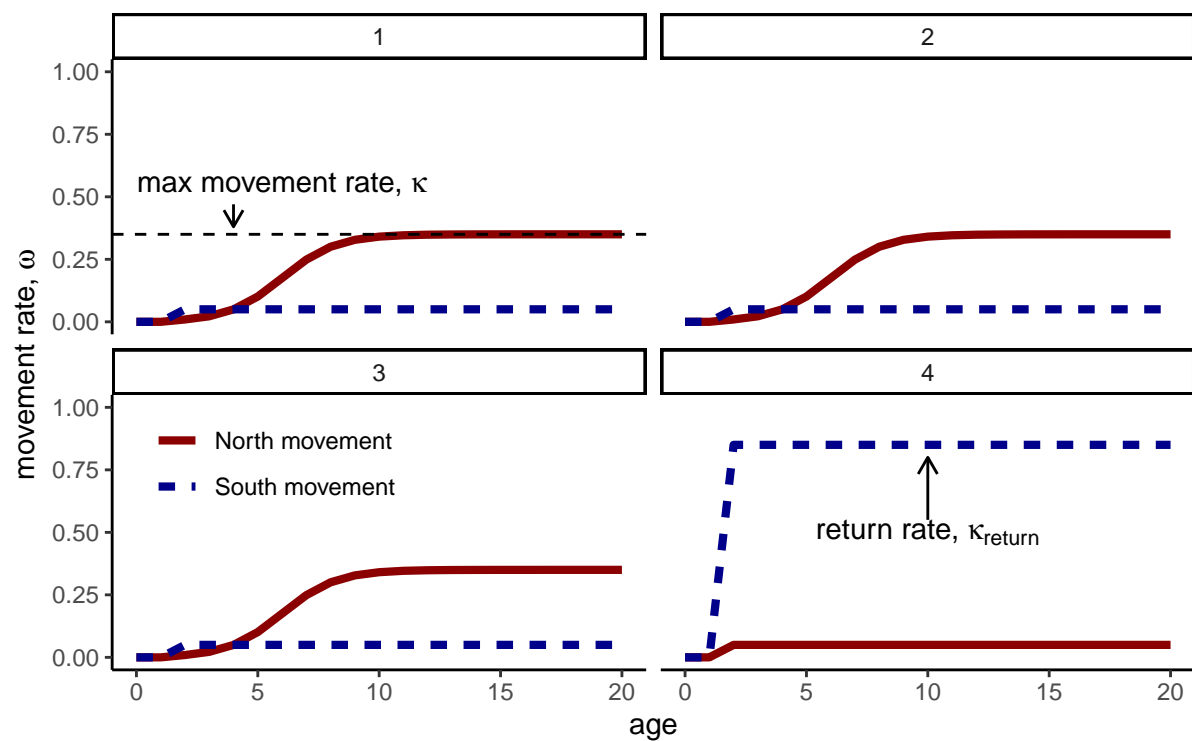 1
2
1.00
0.75
0.50
0.25
0.00
max movement rate, κ
3
4
1.00
0.75
0.50
0.25
0.00
North movement
South movement
return rate, κreturn
0 5 10 15 20
0 5 10 15 20
age
movement rate, ω